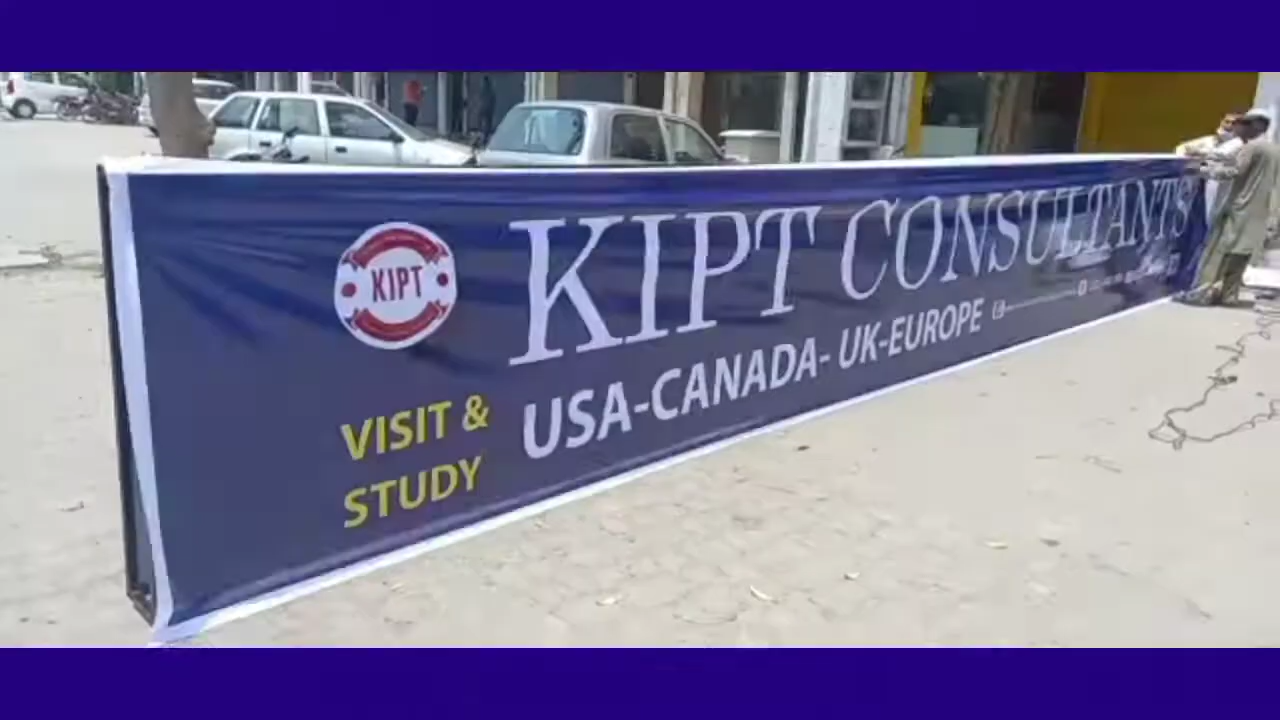 KIPT
KIPT CONSULTANTS
VISIT &
STUDY
USA-CANADA- UK-EUROPE